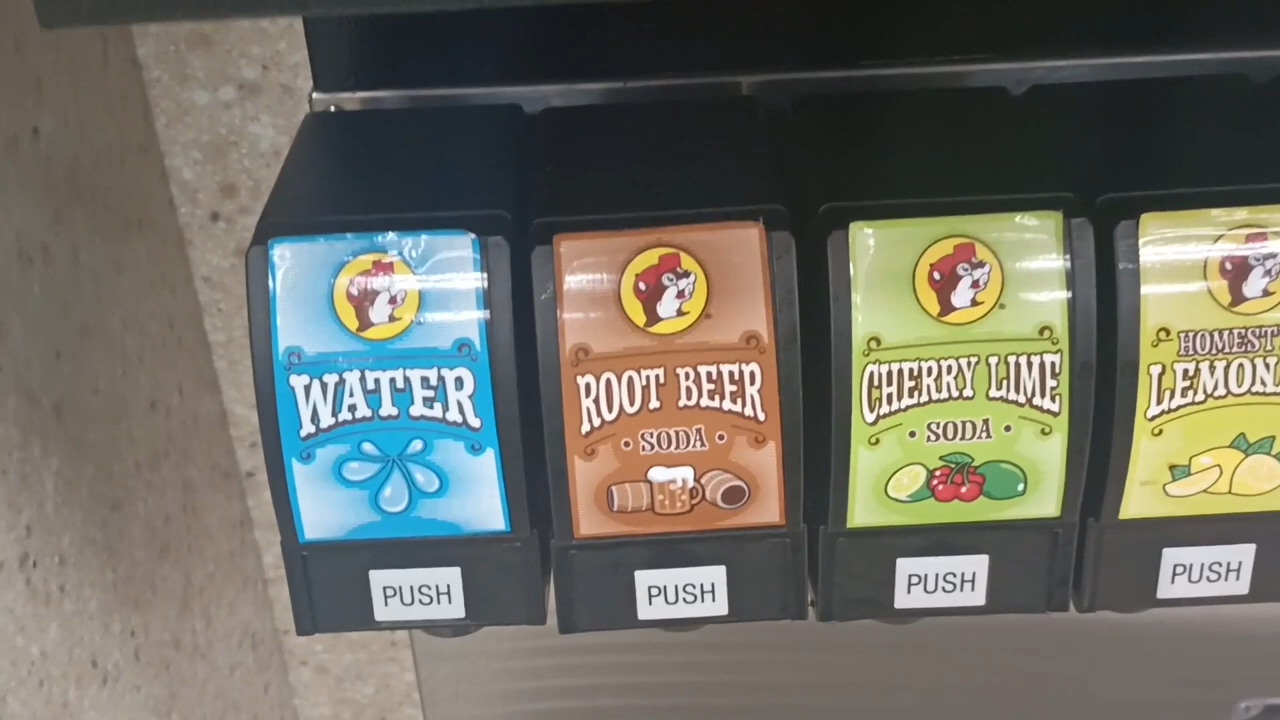 WATER
PUSH
ROOT BEER
• SODA •
PUSH
CHERRY LIME
• SODA •
PUSH
PUSH